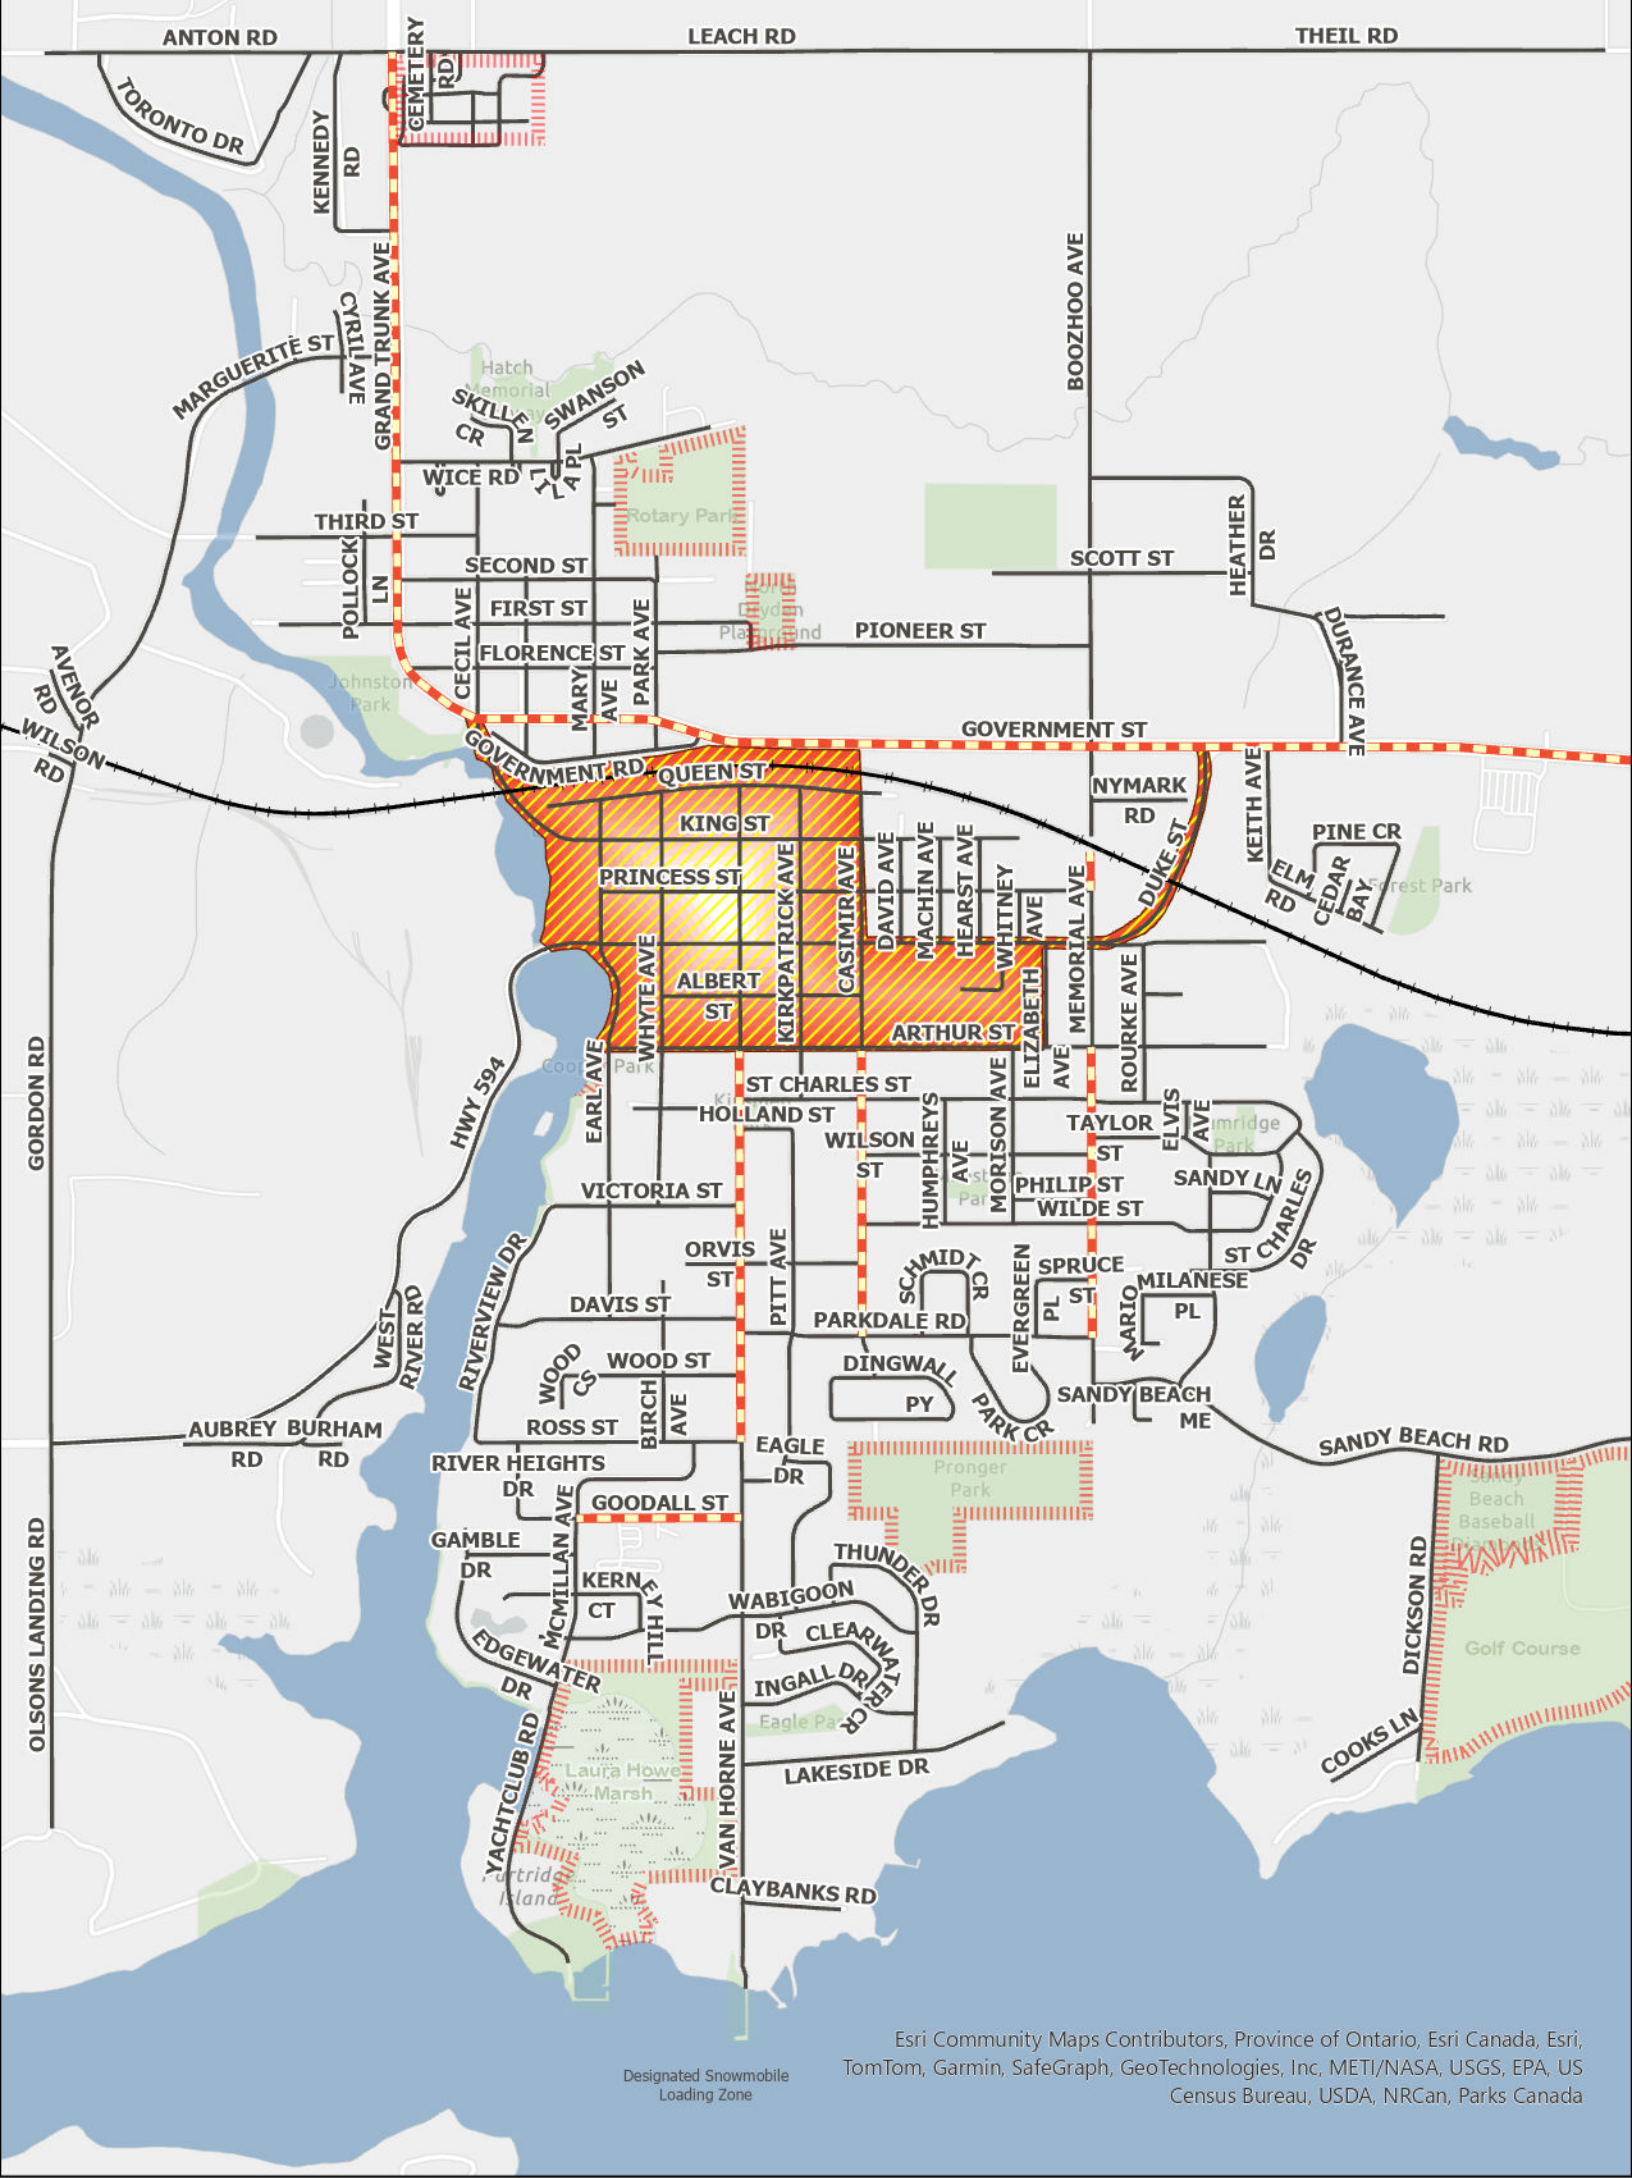 ANTON RD
LEACH RD
THEIL RD
CEMETERY
RD
TORONTO DR
KENNEDY
RD
GRAND TRUNK AVE
BOOZHOO AVE
CYRIL AVE
MARGUERITE ST
Hatch
Memorial
SKILLEN
CR
SWANSON
ST
WICE RD
LILA PL
Rotary Park
THIRD ST
POLLOCK
LN
SECOND ST
SCOTT ST
HEATHER
DR
FIRST ST
CECIL AVE
PARK AVE
North
Dryden
Playground
PIONEER ST
DURANCE AVE
FLORENCE ST
MARY
AVE
Johnston
Park
AVENOR
RD
WILSON
RD
GOVERNMENT ST
GOVERNMENT RD
QUEEN ST
NYMARK
RD
KEITH AVE
DUKE ST
KING ST
PINE CR
ELM
RD
CEDAR
BAY
Forest Park
PRINCESS ST
KIRKPATRICK AVE
CASIMIR AVE
DAVID AVE
MACHIN AVE
HEARST AVE
WHITNEY
AVE
MEMORIAL AVE
WHYTE AVE
ALBERT
ST
ARTHUR ST
ELIZABETH
AVE
ROURKE AVE
GORDON RD
HWY 594
Cooper Park
EARL AVE
ST CHARLES ST
HOLLAND ST
WILSON
ST
HUMPHREYS
AVE
MORISON AVE
TAYLOR
ST
ELVIS
AVE
Park
SANDY LN
PHILIP ST
WILDE ST
ST CHARLES
DR
VICTORIA ST
RIVERVIEW DR
ORVIS
ST
PITT AVE
SCHMIDT
CR
EVERGREEN
PL
SPRUCE
ST
MILANESE
PL
MARIO
DAVIS ST
PARKDALE RD
WEST
RIVER RD
WOOD
CS
WOOD ST
DINGWALL
PY
PARK CR
SANDY BEACH
ME
BIRCH
AVE
ROSS ST
AUBREY
RD
BURHAM
RD
EAGLE
DR
SANDY BEACH RD
RIVER HEIGHTS
DR
Pronger
Park
GOODALL ST
Sandy
Beach
Baseball
Diamonds
OLSONS LANDING RD
GAMBLE
DR
MCMILLAN AVE
THUNDER DR
KERNEY HILL
CT
WABIGOON
DR
CLEARWATER
CR
DICKSON RD
Golf Course
EDGEWATER
DR
INGALL DR
Eagle Park
COOKS LN
YACHTCLUB RD
Laura Howe
Marsh
VAN HORNE AVE
LAKESIDE DR
Partridge
Island
CLAYBANKS RD
Designated Snowmobile
Loading Zone
Esri Community Maps Contributors, Province of Ontario, Esri Canada, Esri,
TomTom, Garmin, SafeGraph, GeoTechnologies, Inc, METI/NASA, USGS, EPA, US
Census Bureau, USDA, NRCan, Parks Canada